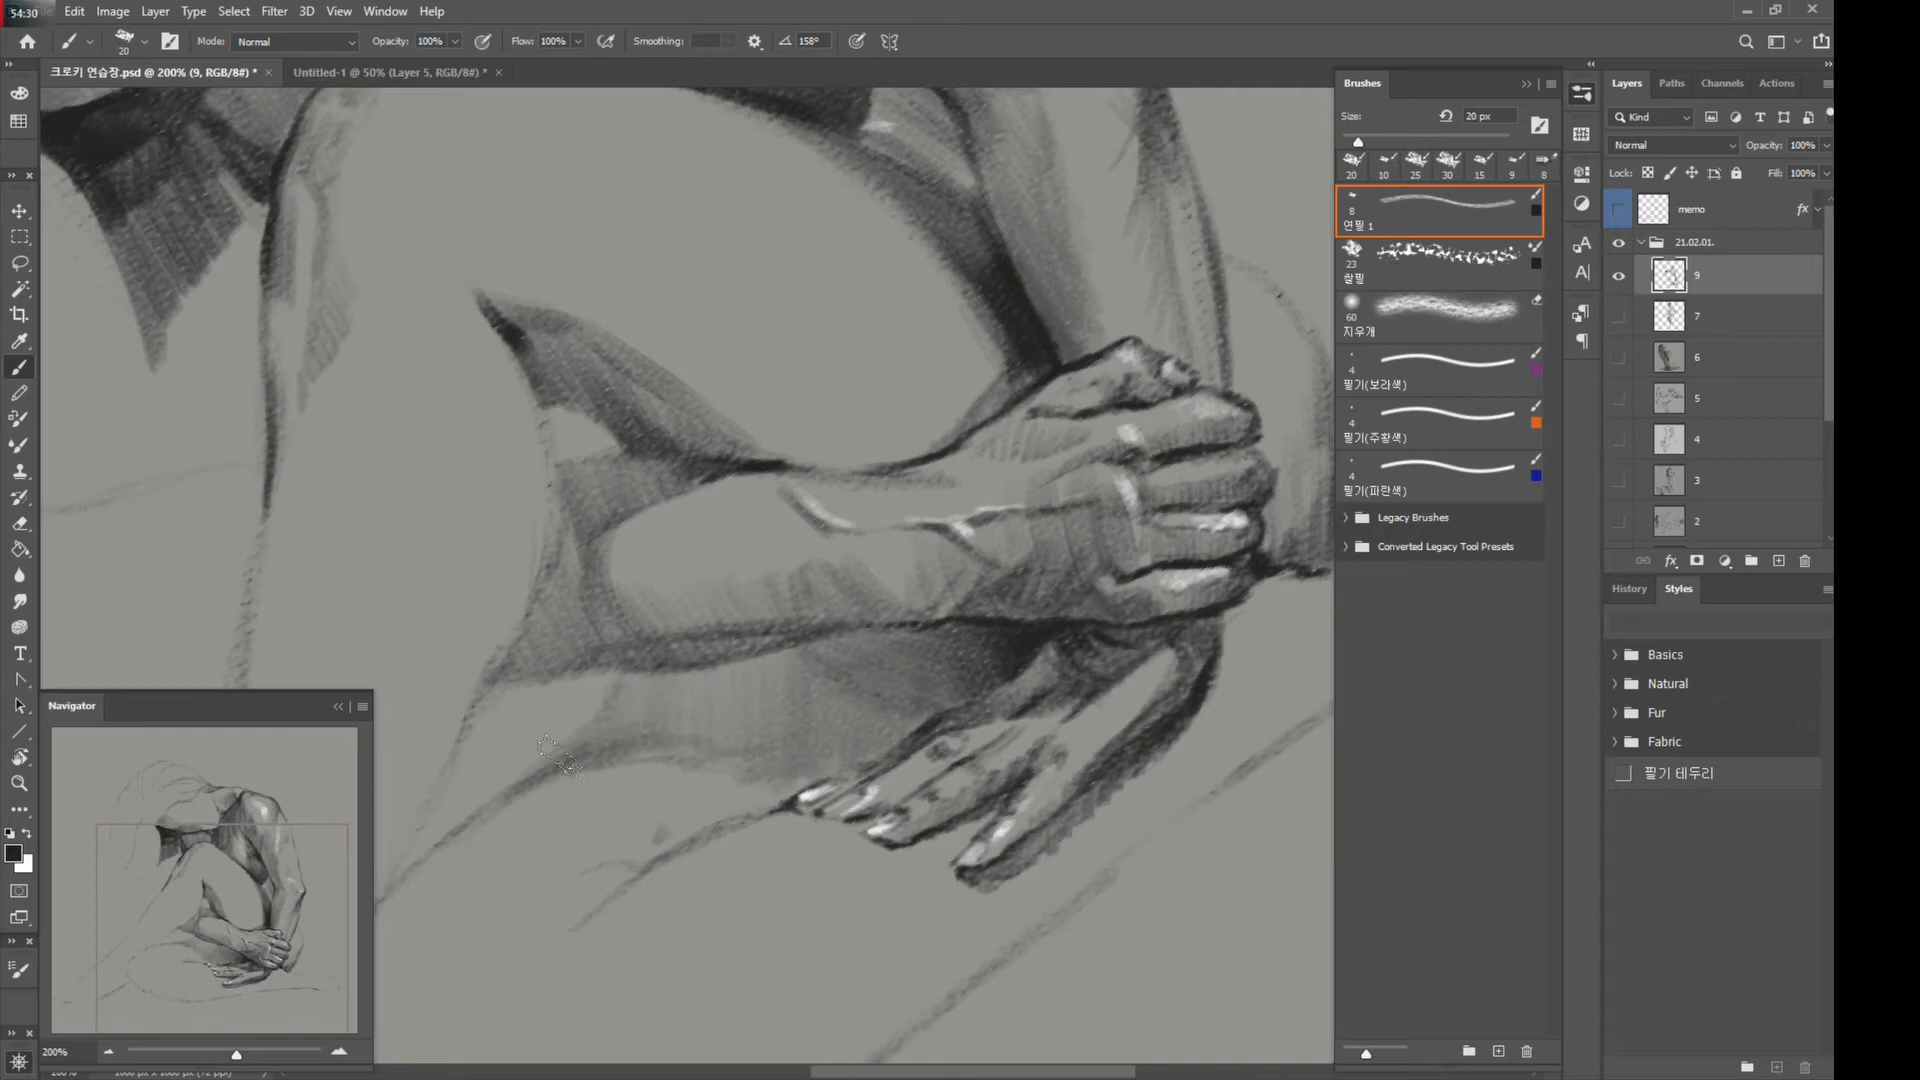 54:30
Edit Image Layer Type Select Filter 3D View Window Help
20 Mode: Normal Opacity: 100% Flow: 100% Smoothing: 158°
크로키 연습장.psd @ 200% (9, RGB/8#) * Untitled-1 @ 50% (Layer 5, RGB/8#) *
Brushes
Size: 20 px
20 10 25 30 15 9 8
8
연필 1
23
찰필
60
지우개
4
필기(보라색)
4
필기(주황색)
4
필기(파란색)
Legacy Brushes
Converted Legacy Tool Presets
Layers Paths Channels Actions
Kind
Normal Opacity: 100%
Lock: Fill: 100%
memo fx
21.02.01.
9
7
6
5
4
3
2
History Styles
Basics
Natural
Fur
Fabric
필기 테두리
Navigator
200%